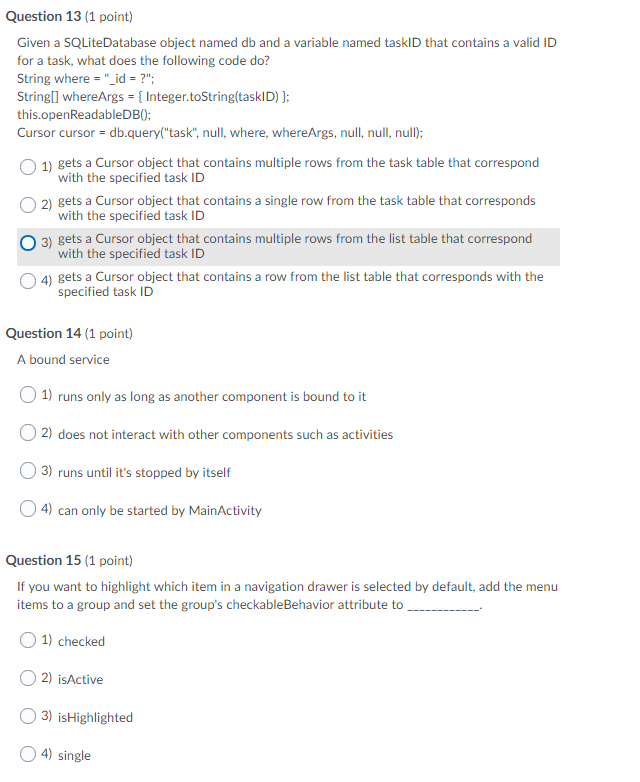 Question 13 (1 point)
Given a SQLiteDatabase object named db and a variable named taskID that contains a valid ID
for a task, what does the following code do?
String where = "_id = ?";
String[] whereArgs = { Integer.toString(taskID) };
this.openReadableDB();
Cursor cursor = db.query("task", null, where, whereArgs, null, null, null);
1) gets a Cursor object that contains multiple rows from the task table that correspond
with the specified task ID
2) gets a Cursor object that contains a single row from the task table that corresponds
with the specified task ID
3) gets a Cursor object that contains multiple rows from the list table that correspond
with the specified task ID
4) gets a Cursor object that contains a row from the list table that corresponds with the
specified task ID
Question 14 (1 point)
A bound service
1) runs only as long as another component is bound to it
2) does not interact with other components such as activities
3) runs until it's stopped by itself
4) can only be started by MainActivity
Question 15 (1 point)
If you want to highlight which item in a navigation drawer is selected by default, add the menu
items to a group and set the group's checkableBehavior attribute to ____________.
1) checked
2) isActive
3) isHighlighted
4) single